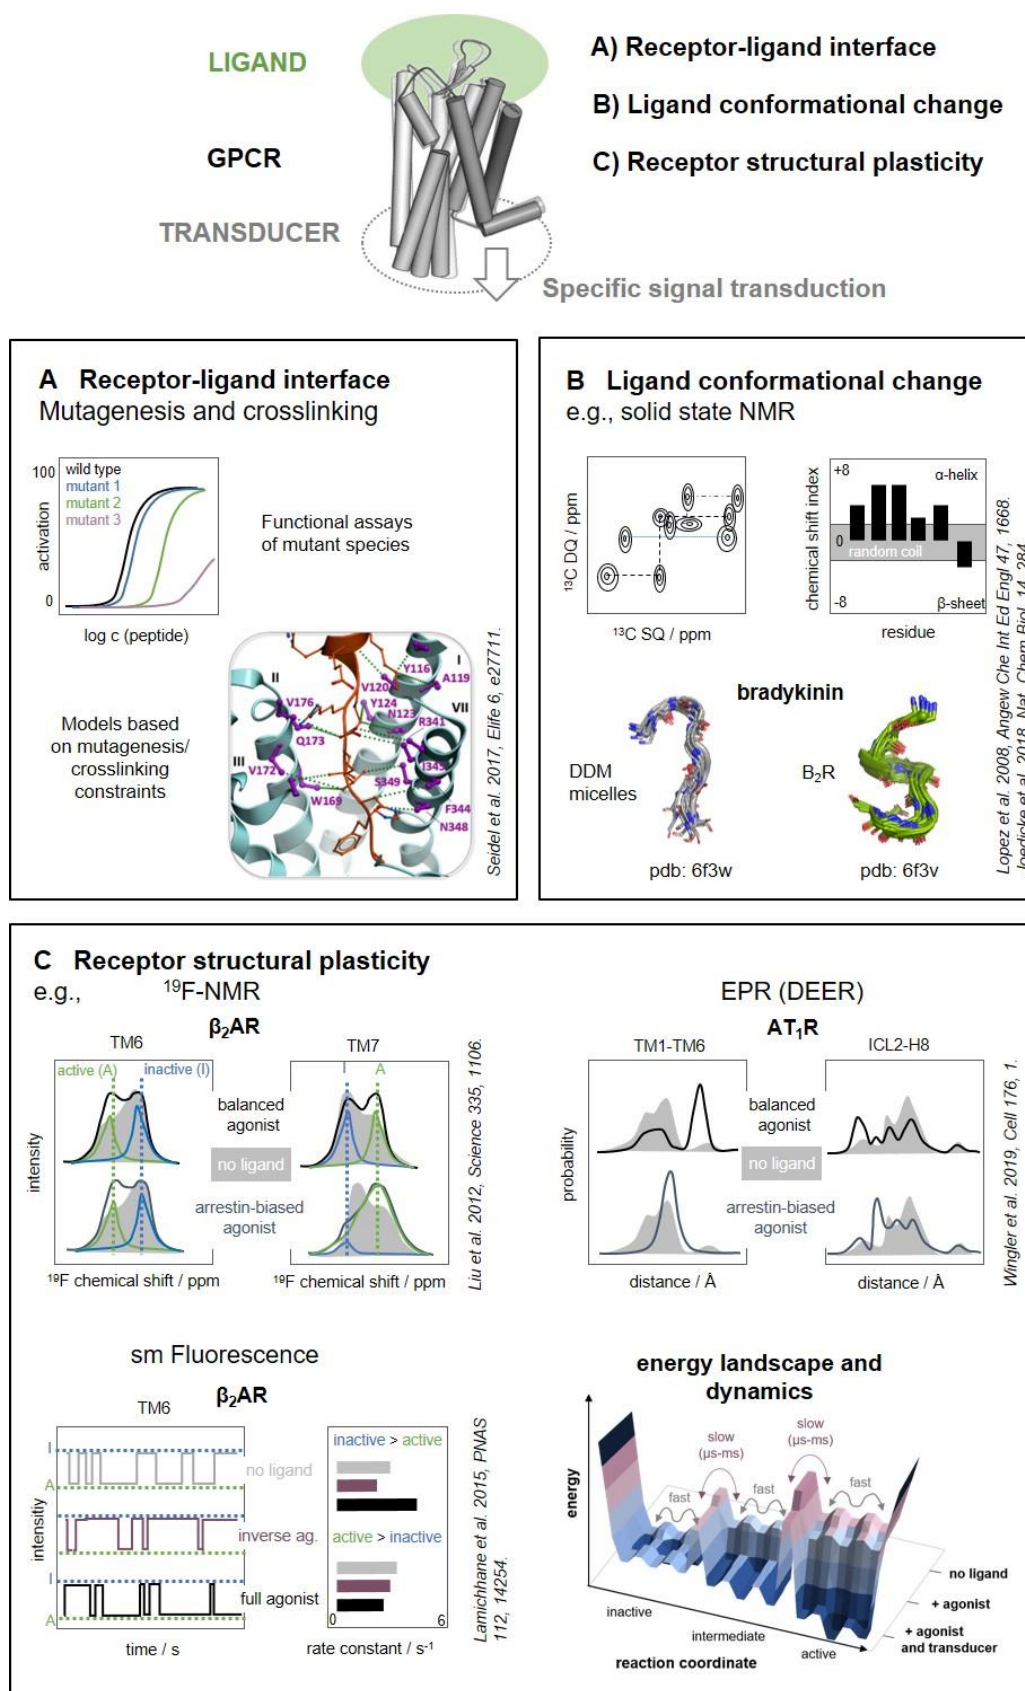 LIGAND
GPCR
TRANSDUCER
A) Receptor-ligand interface
B) Ligand conformational change
C) Receptor structural plasticity
Specific signal transduction
A Receptor-ligand interface
Mutagenesis and crosslinking
100
wild type
mutant 1
mutant 2
mutant 3
activation
0
log c (peptide)
Functional assays
of mutant species
Models based
on mutagenesis/
crosslinking
constraints
I
II
III
VII
Y116
A119
V120
V176
Y124
N123
R341
Q173
I345
V172
S349
W169
F344
N348
Seidel et al. 2017, Elife 6, e27711.
B Ligand conformational change
e.g., solid state NMR
¹³C DQ / ppm
¹³C SQ / ppm
chemical shift index
+8
0
-8
α-helix
random coil
β-sheet
residue
bradykinin
DDM
micelles
B₂R
pdb: 6f3w
pdb: 6f3v
Lopez et al. 2008, Angew Che Int Ed Engl 47, 1668.
Joedicke et al. 2018, Nat. Chem Biol. 14, 284.
C Receptor structural plasticity
e.g., ¹⁹F-NMR
β₂AR
TM6
TM7
active (A)
inactive (I)
I
A
balanced
agonist
no ligand
arrestin-biased
agonist
intensity
¹⁹F chemical shift / ppm
¹⁹F chemical shift / ppm
Liu et al. 2012, Science 335, 1106.
EPR (DEER)
AT₁R
TM1-TM6
ICL2-H8
balanced
agonist
no ligand
arrestin-biased
agonist
probability
distance / Å
distance / Å
Wingler et al. 2019, Cell 176, 1.
sm Fluorescence
β₂AR
TM6
I
A
I
A
no ligand
inverse ag.
full agonist
intensitiy
time / s
inactive > active
active > inactive
0
6
rate constant / s⁻¹
Lamichhane et al. 2015, PNAS
112, 14254.
energy landscape and
dynamics
slow
(µs-ms)
slow
(µs-ms)
fast
fast
fast
energy
inactive
intermediate
active
reaction coordinate
no ligand
+ agonist
+ agonist
and transducer